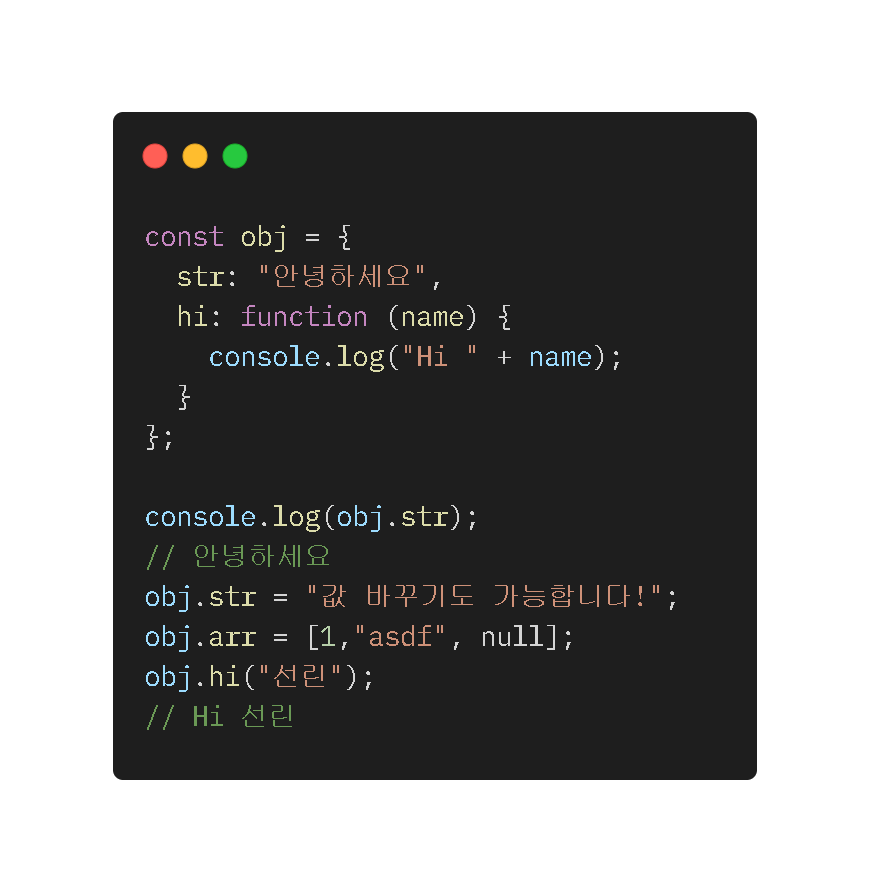 const obj = {
  str: "안녕하세요",
  hi: function (name) {
    console.log("Hi " + name);
  }
};

console.log(obj.str);
// 안녕하세요
obj.str = "값 바꾸기도 가능합니다!";
obj.arr = [1,"asdf", null];
obj.hi("선린");
// Hi 선린